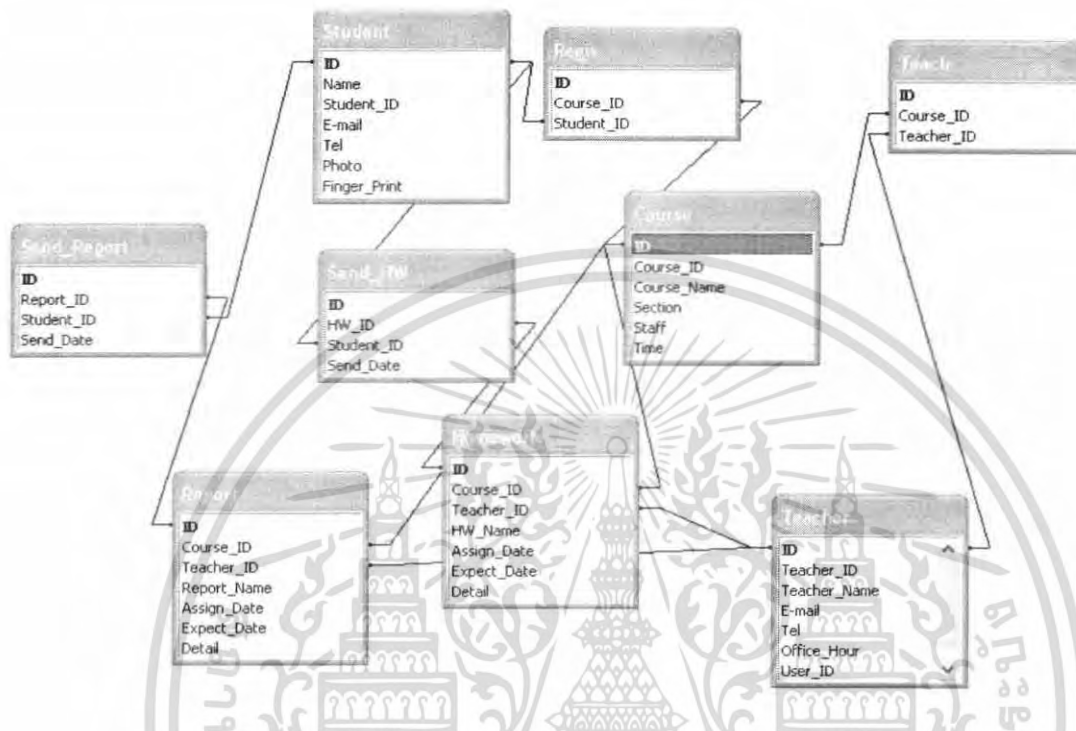 Student
ID
Name
Student_ID
E-mail
Tel
Photo
Finger_Print
Regis
ID
Course_ID
Student_ID
Teach
ID
Course_ID
Teacher_ID
Send_Report
ID
Report_ID
Student_ID
Send_Date
Send_HW
ID
HW_ID
Student_ID
Send_Date
Course
ID
Course_ID
Course_Name
Section
Staff
Time
Report
ID
Course_ID
Teacher_ID
Report_Name
Assign_Date
Expect_Date
Detail
Homework
ID
Course_ID
Teacher_ID
HW_Name
Assign_Date
Expect_Date
Detail
Teacher
ID
Teacher_ID
Teacher_Name
E-mail
Tel
Office_Hour
User_ID